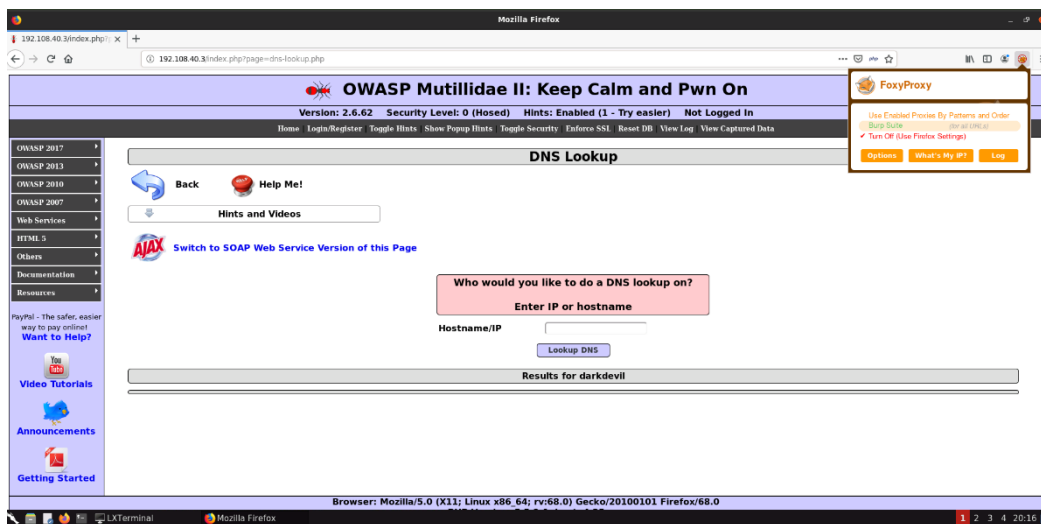 Mozilla Firefox
192.108.40.3/index.php?
192.108.40.3/index.php?page=dns-lookup.php
FoxyProxy
Use Enabled Proxies By Patterns and Order
Burp Suite (for all URLs)
Turn Off (Use Firefox Settings)
Options What's My IP? Log
OWASP Mutillidae II: Keep Calm and Pwn On
Version: 2.6.62 Security Level: 0 (Hosed) Hints: Enabled (1 - Try easier) Not Logged In
Home Login/Register Toggle Hints Show Popup Hints Toggle Security Enforce SSL Reset DB View Log View Captured Data
OWASP 2017
OWASP 2013
OWASP 2010
OWASP 2007
Web Services
HTML 5
Others
Documentation
Resources
PayPal - The safer, easier
way to pay online!
Want to Help?
You
Tube
Video Tutorials
Announcements
Getting Started
DNS Lookup
Back
Help Me!
Hints and Videos
AJAX
Switch to SOAP Web Service Version of this Page
Who would you like to do a DNS lookup on?
Enter IP or hostname
Hostname/IP
Lookup DNS
Results for darkdevil
Browser: Mozilla/5.0 (X11; Linux x86_64; rv:68.0) Gecko/20100101 Firefox/68.0
LXTerminal Mozilla Firefox 1 2 3 4 20:16